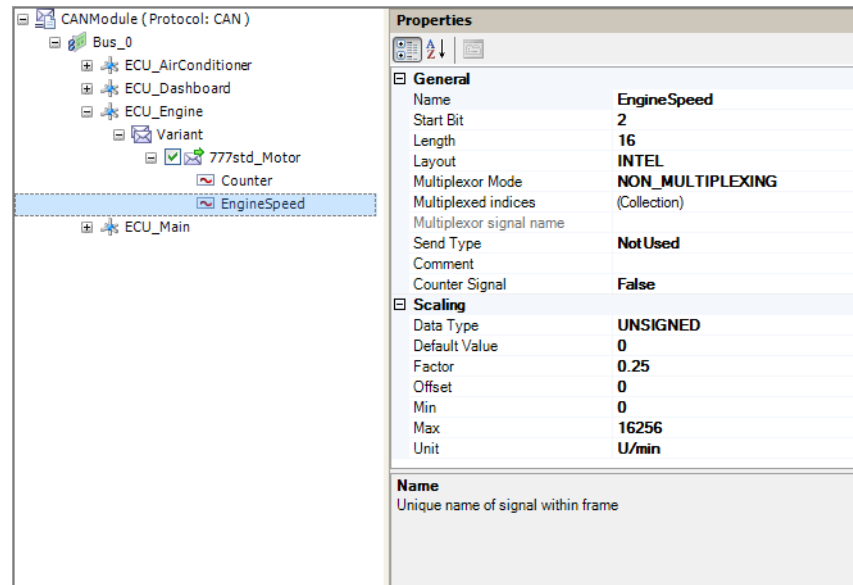 CANModule (Protocol: CAN)
Bus_0
ECU_AirConditioner
ECU_Dashboard
ECU_Engine
Variant
777std_Motor
Counter
EngineSpeed
ECU_Main
Properties
General
Name EngineSpeed
Start Bit 2
Length 16
Layout INTEL
Multiplexor Mode NON_MULTIPLEXING
Multiplexed indices (Collection)
Multiplexor signal name
Send Type NotUsed
Comment
Counter Signal False
Scaling
Data Type UNSIGNED
Default Value 0
Factor 0.25
Offset 0
Min 0
Max 16256
Unit U/min
Name
Unique name of signal within frame